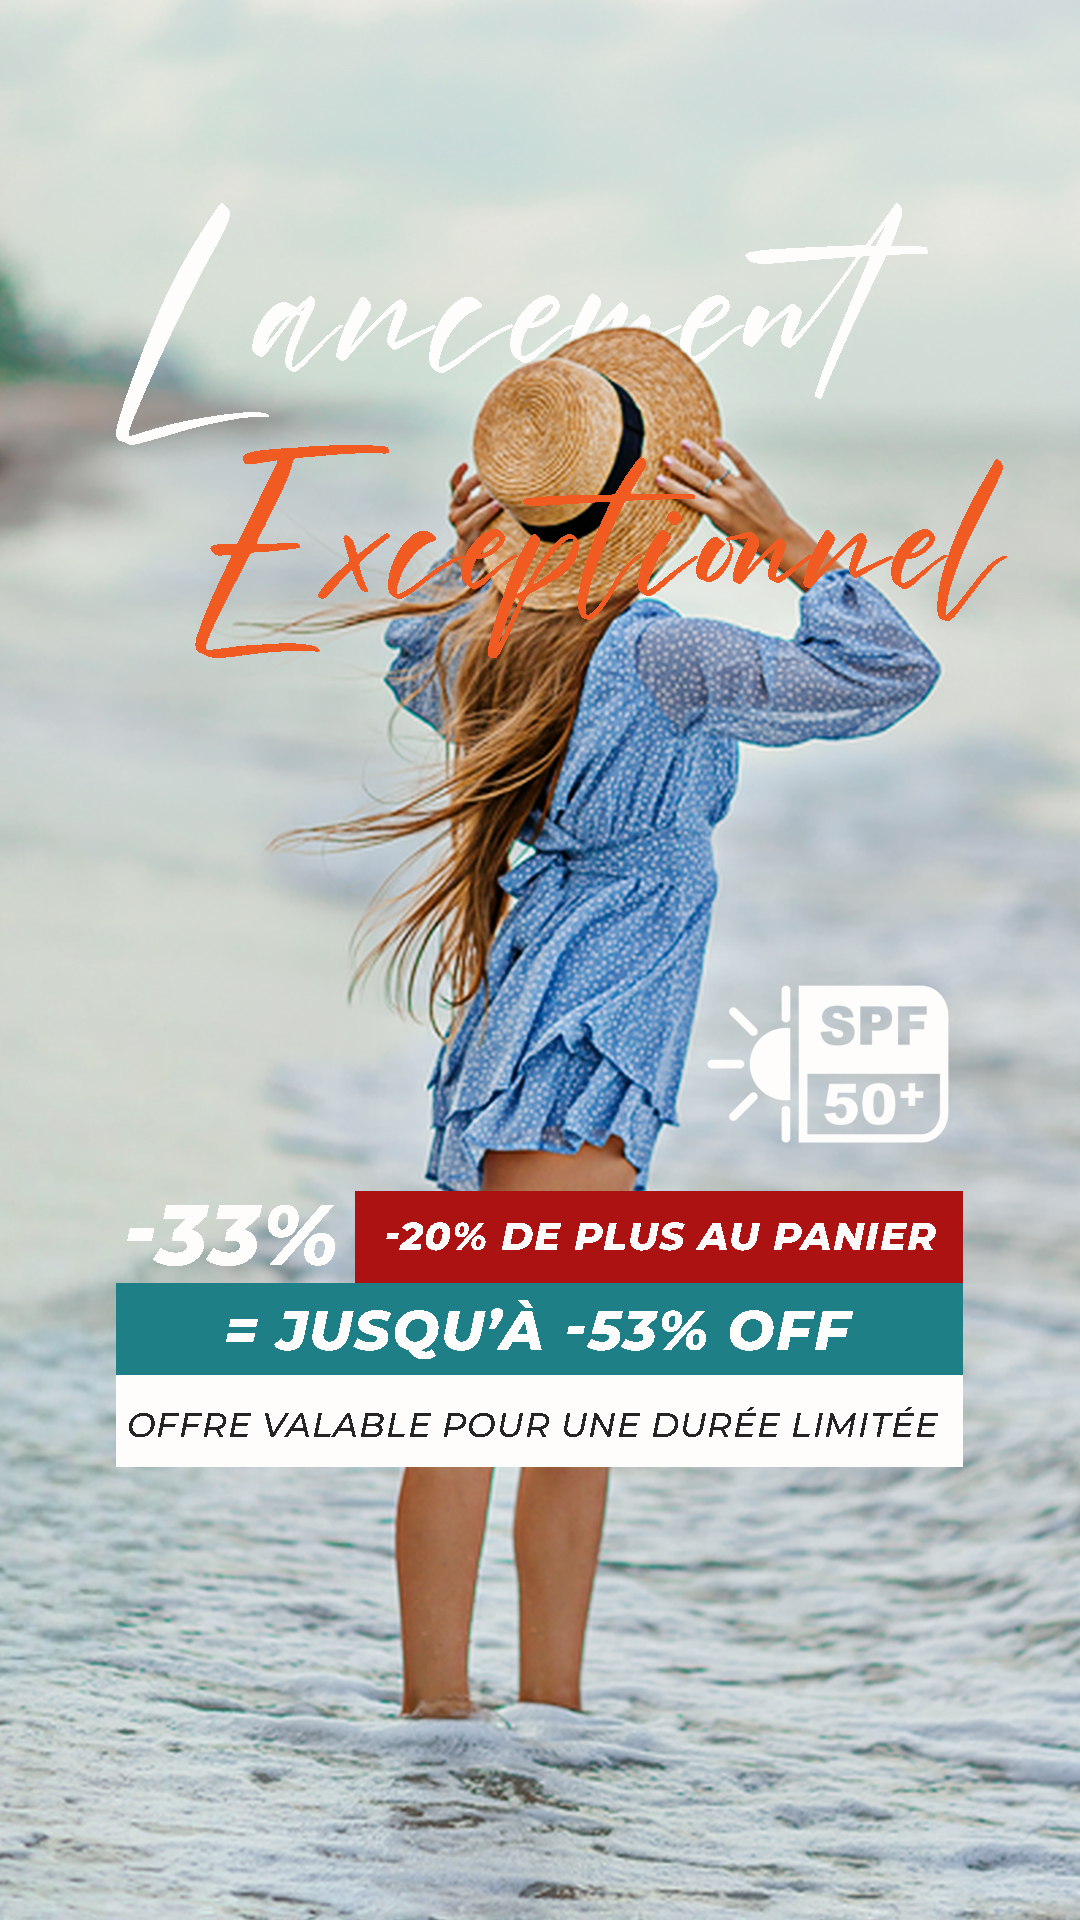 Lancement
Exceptionnel
SPF
50+
-33%
-20% DE PLUS AU PANIER
= JUSQU’À -53% OFF
OFFRE VALABLE POUR UNE DURÉE LIMITÉE